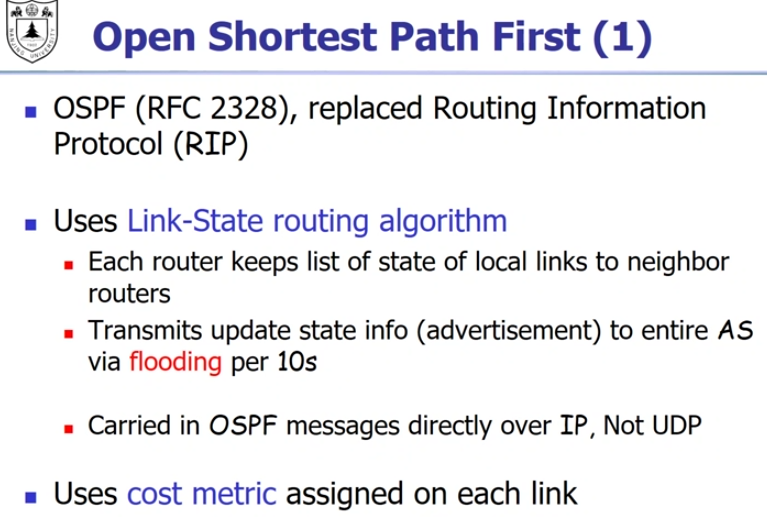 Open Shortest Path First (1)
OSPF (RFC 2328), replaced Routing Information
Protocol (RIP)
Uses Link-State routing algorithm
Each router keeps list of state of local links to neighbor
routers
Transmits update state info (advertisement) to entire AS
via flooding per 10s
Carried in OSPF messages directly over IP, Not UDP
Uses cost metric assigned on each link